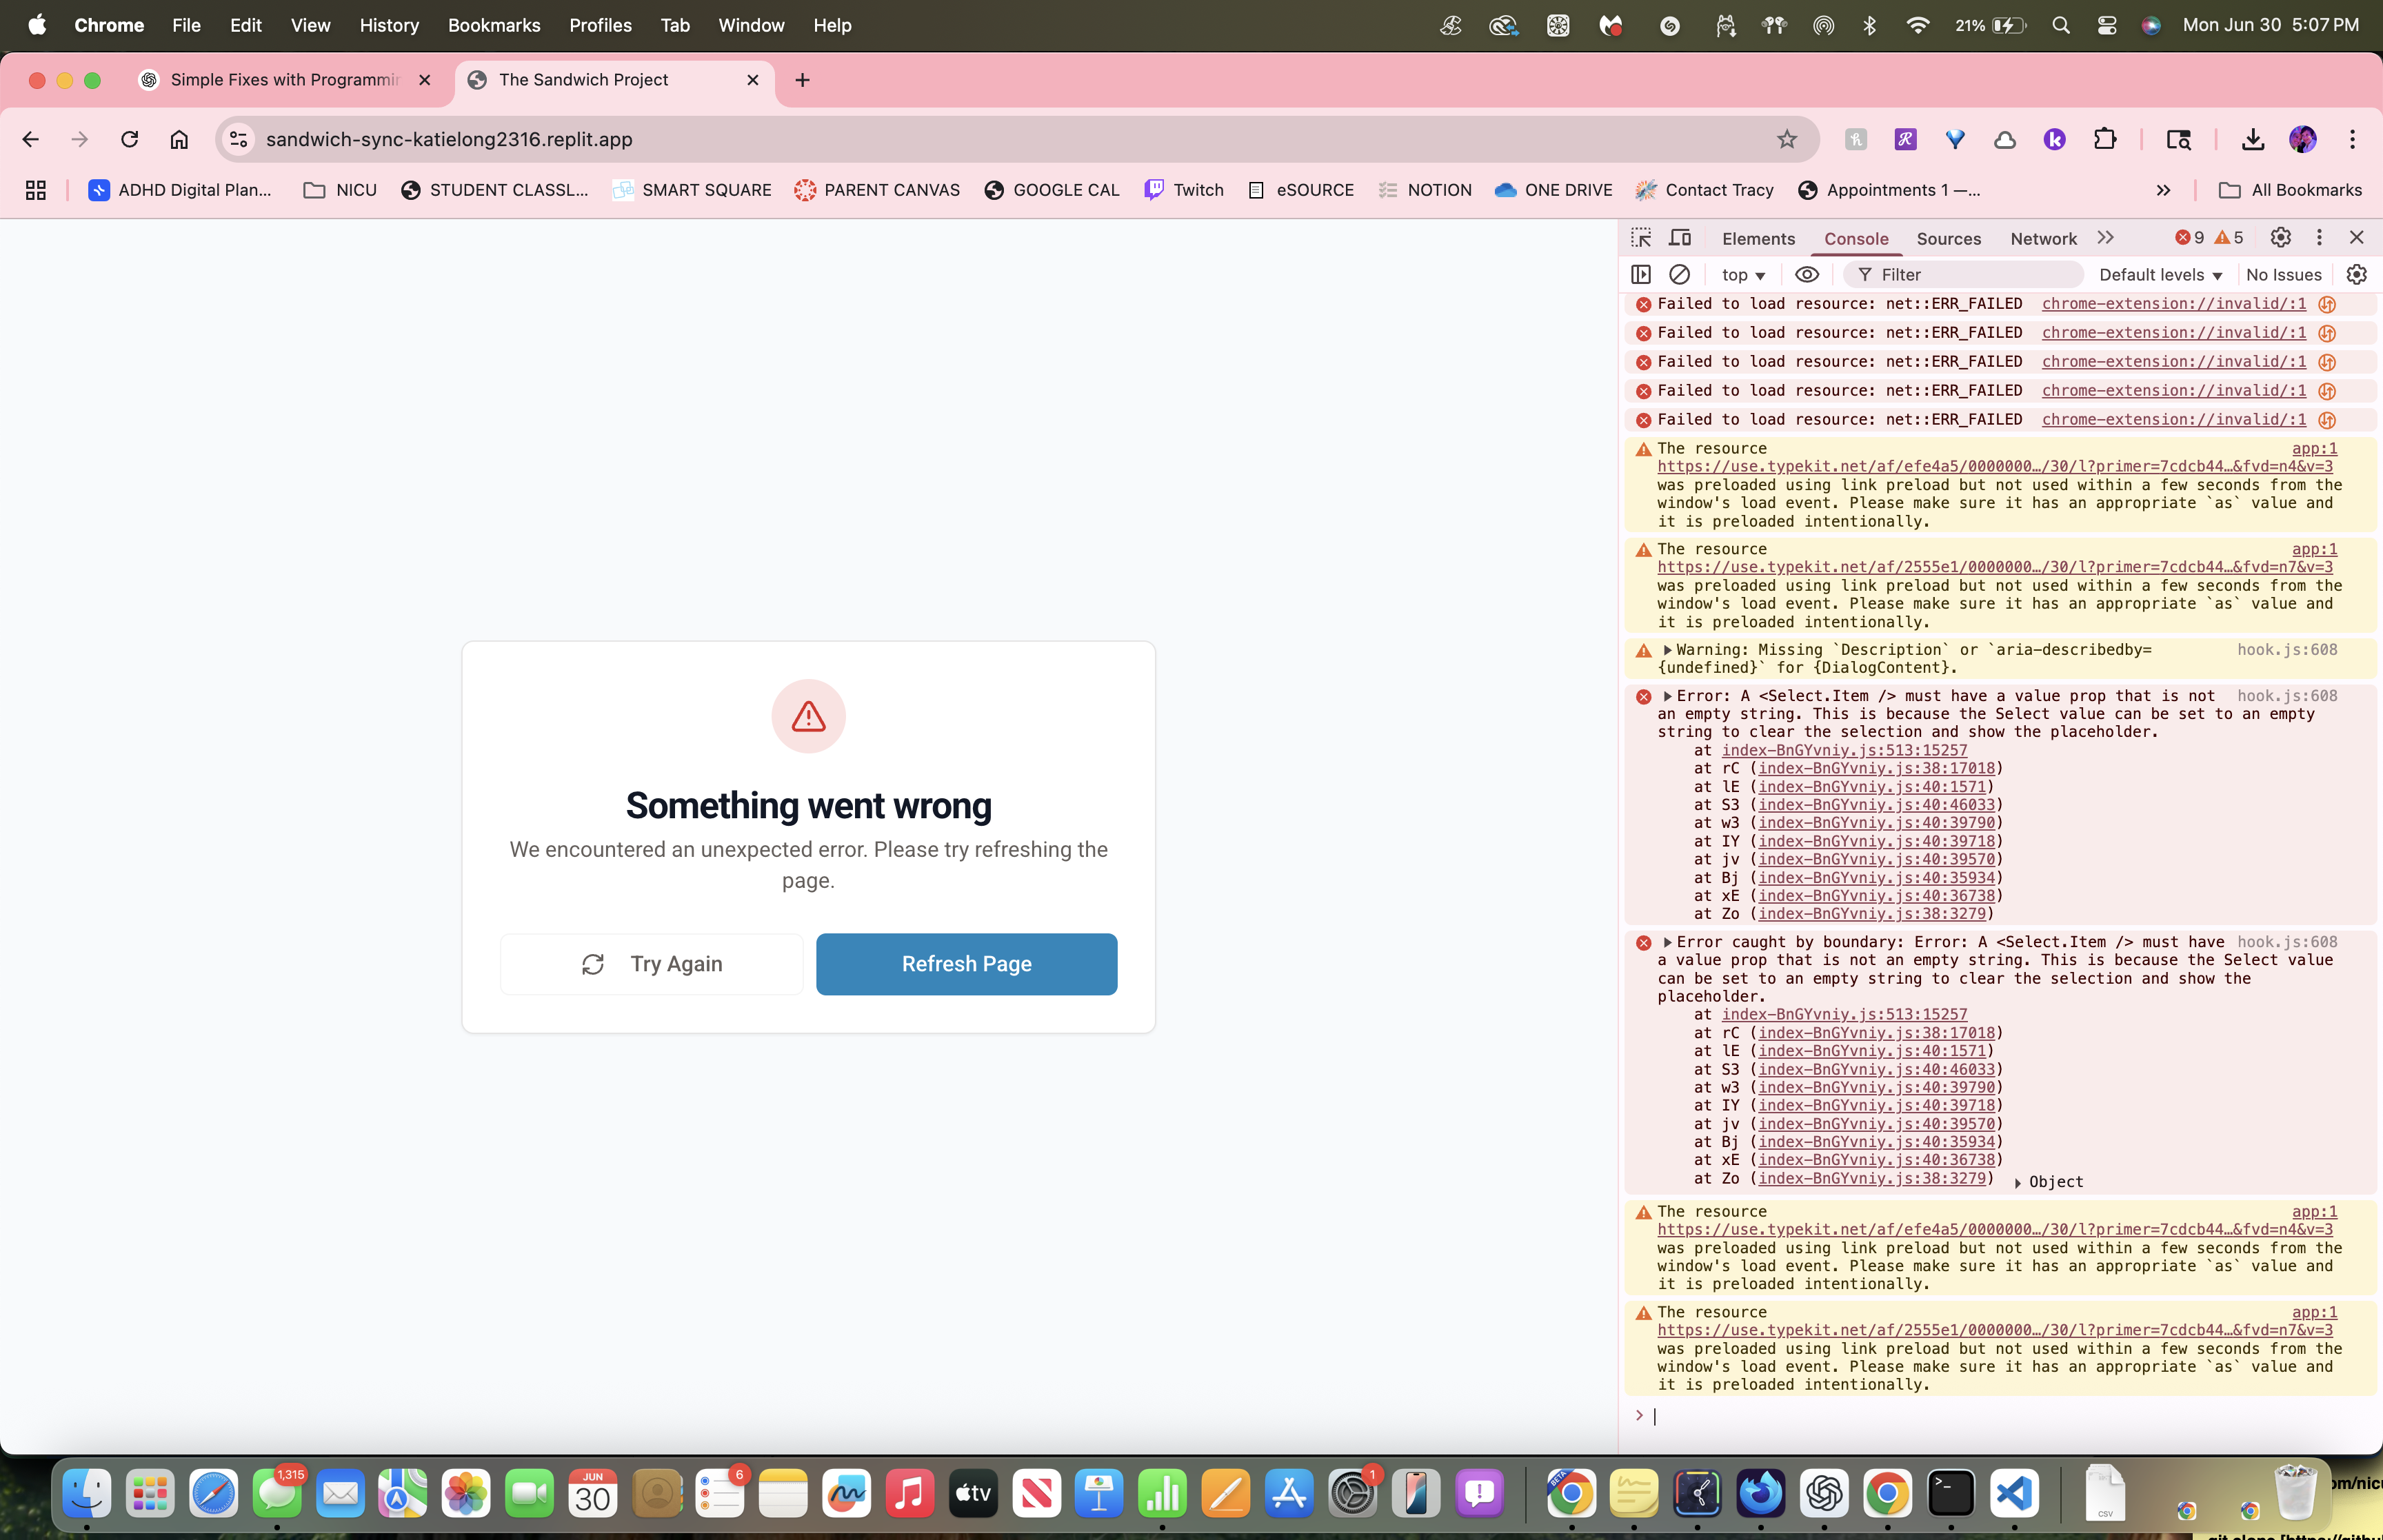 Chrome File Edit View History Bookmarks Profiles Tab Window Help
21% Mon Jun 30 5:07 PM
Simple Fixes with Programmin
The Sandwich Project
sandwich-sync-katielong2316.replit.app
ADHD Digital Plan... NICU STUDENT CLASSL... SMART SQUARE PARENT CANVAS GOOGLE CAL Twitch eSOURCE NOTION ONE DRIVE Contact Tracy Appointments 1 —... All Bookmarks
Something went wrong
We encountered an unexpected error. Please try refreshing the
page.
Try Again
Refresh Page
Elements Console Sources Network 9 5
top Filter Default levels No Issues
Failed to load resource: net::ERR_FAILED chrome-extension://invalid/:1
Failed to load resource: net::ERR_FAILED chrome-extension://invalid/:1
Failed to load resource: net::ERR_FAILED chrome-extension://invalid/:1
Failed to load resource: net::ERR_FAILED chrome-extension://invalid/:1
Failed to load resource: net::ERR_FAILED chrome-extension://invalid/:1
The resource app:1
https://use.typekit.net/af/efe4a5/0000000…/30/l?primer=7cdcb44…&fvd=n4&v=3
was preloaded using link preload but not used within a few seconds from the
window's load event. Please make sure it has an appropriate `as` value and
it is preloaded intentionally.
The resource app:1
https://use.typekit.net/af/2555e1/0000000…/30/l?primer=7cdcb44…&fvd=n7&v=3
was preloaded using link preload but not used within a few seconds from the
window's load event. Please make sure it has an appropriate `as` value and
it is preloaded intentionally.
Warning: Missing `Description` or `aria-describedby= hook.js:608
{undefined}` for {DialogContent}.
Error: A <Select.Item /> must have a value prop that is not hook.js:608
an empty string. This is because the Select value can be set to an empty
string to clear the selection and show the placeholder.
at index-BnGYvniy.js:513:15257
at rC (index-BnGYvniy.js:38:17018)
at lE (index-BnGYvniy.js:40:1571)
at S3 (index-BnGYvniy.js:40:46033)
at w3 (index-BnGYvniy.js:40:39790)
at IY (index-BnGYvniy.js:40:39718)
at jv (index-BnGYvniy.js:40:39570)
at Bj (index-BnGYvniy.js:40:35934)
at xE (index-BnGYvniy.js:40:36738)
at Zo (index-BnGYvniy.js:38:3279)
Error caught by boundary: Error: A <Select.Item /> must have hook.js:608
a value prop that is not an empty string. This is because the Select value
can be set to an empty string to clear the selection and show the
placeholder.
at index-BnGYvniy.js:513:15257
at rC (index-BnGYvniy.js:38:17018)
at lE (index-BnGYvniy.js:40:1571)
at S3 (index-BnGYvniy.js:40:46033)
at w3 (index-BnGYvniy.js:40:39790)
at IY (index-BnGYvniy.js:40:39718)
at jv (index-BnGYvniy.js:40:39570)
at Bj (index-BnGYvniy.js:40:35934)
at xE (index-BnGYvniy.js:40:36738)
at Zo (index-BnGYvniy.js:38:3279) Object
The resource app:1
https://use.typekit.net/af/efe4a5/0000000…/30/l?primer=7cdcb44…&fvd=n4&v=3
was preloaded using link preload but not used within a few seconds from the
window's load event. Please make sure it has an appropriate `as` value and
it is preloaded intentionally.
The resource app:1
https://use.typekit.net/af/2555e1/0000000…/30/l?primer=7cdcb44…&fvd=n7&v=3
was preloaded using link preload but not used within a few seconds from the
window's load event. Please make sure it has an appropriate `as` value and
it is preloaded intentionally.
1,315
JUN
30
6
tv
1
BETA
CSV